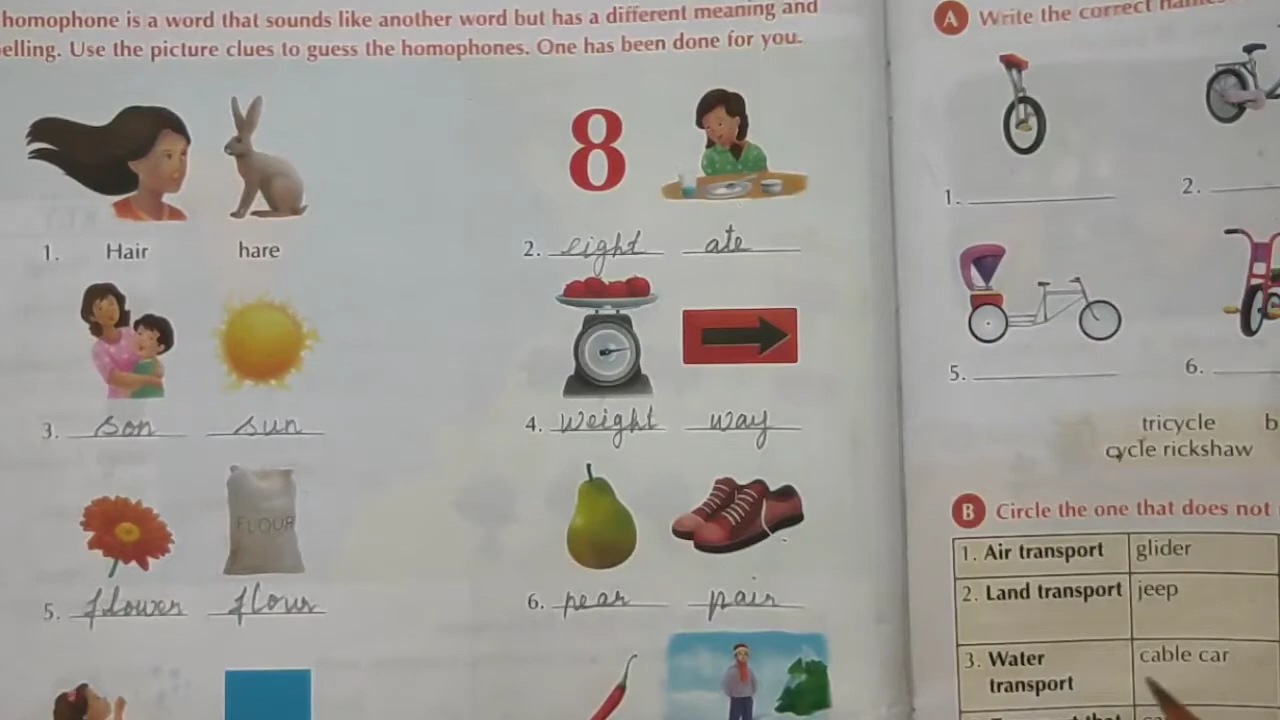 homophone is a word that sounds like another word but has a different meaning and
elling. Use the picture clues to guess the homophones. One has been done for you.
8
1. Hair hare
2. eight ate
3. son sun
4. weight way
FLOUR
5. flower flour
6. pear pair
A Write the correct
1.
2.
5.
6.
tricycle b
cycle rickshaw
B Circle the one that does not
1. Air transport glider
2. Land transport jeep
3. Water cable car
transport